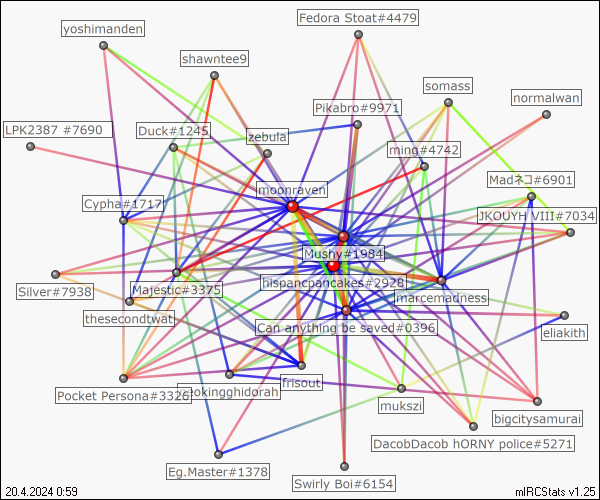 Fedora Stoat#4479
yoshimanden
shawntee9
somass
normalwan
Pikabro#9971
LPK2387 #7690
Duck#1245
zebula
ming#4742
moonraven
Madネコ#6901
Cypha#1717
JKOUYH VIII#7034
Mushy#1984
hispancpancakes#2928
Silver#7938
Majestic#3375
marcemadness
thesecondtwat
Can anything be saved#0396
eliakith
Pocket Persona#3326
eokingghidorah
frisout
mukszi
bigcitysamurai
DacobDacob hORNY police#5271
Eg.Master#1378
Swirly Boi#6154
20.4.2024 0:59
mIRCStats v1.25